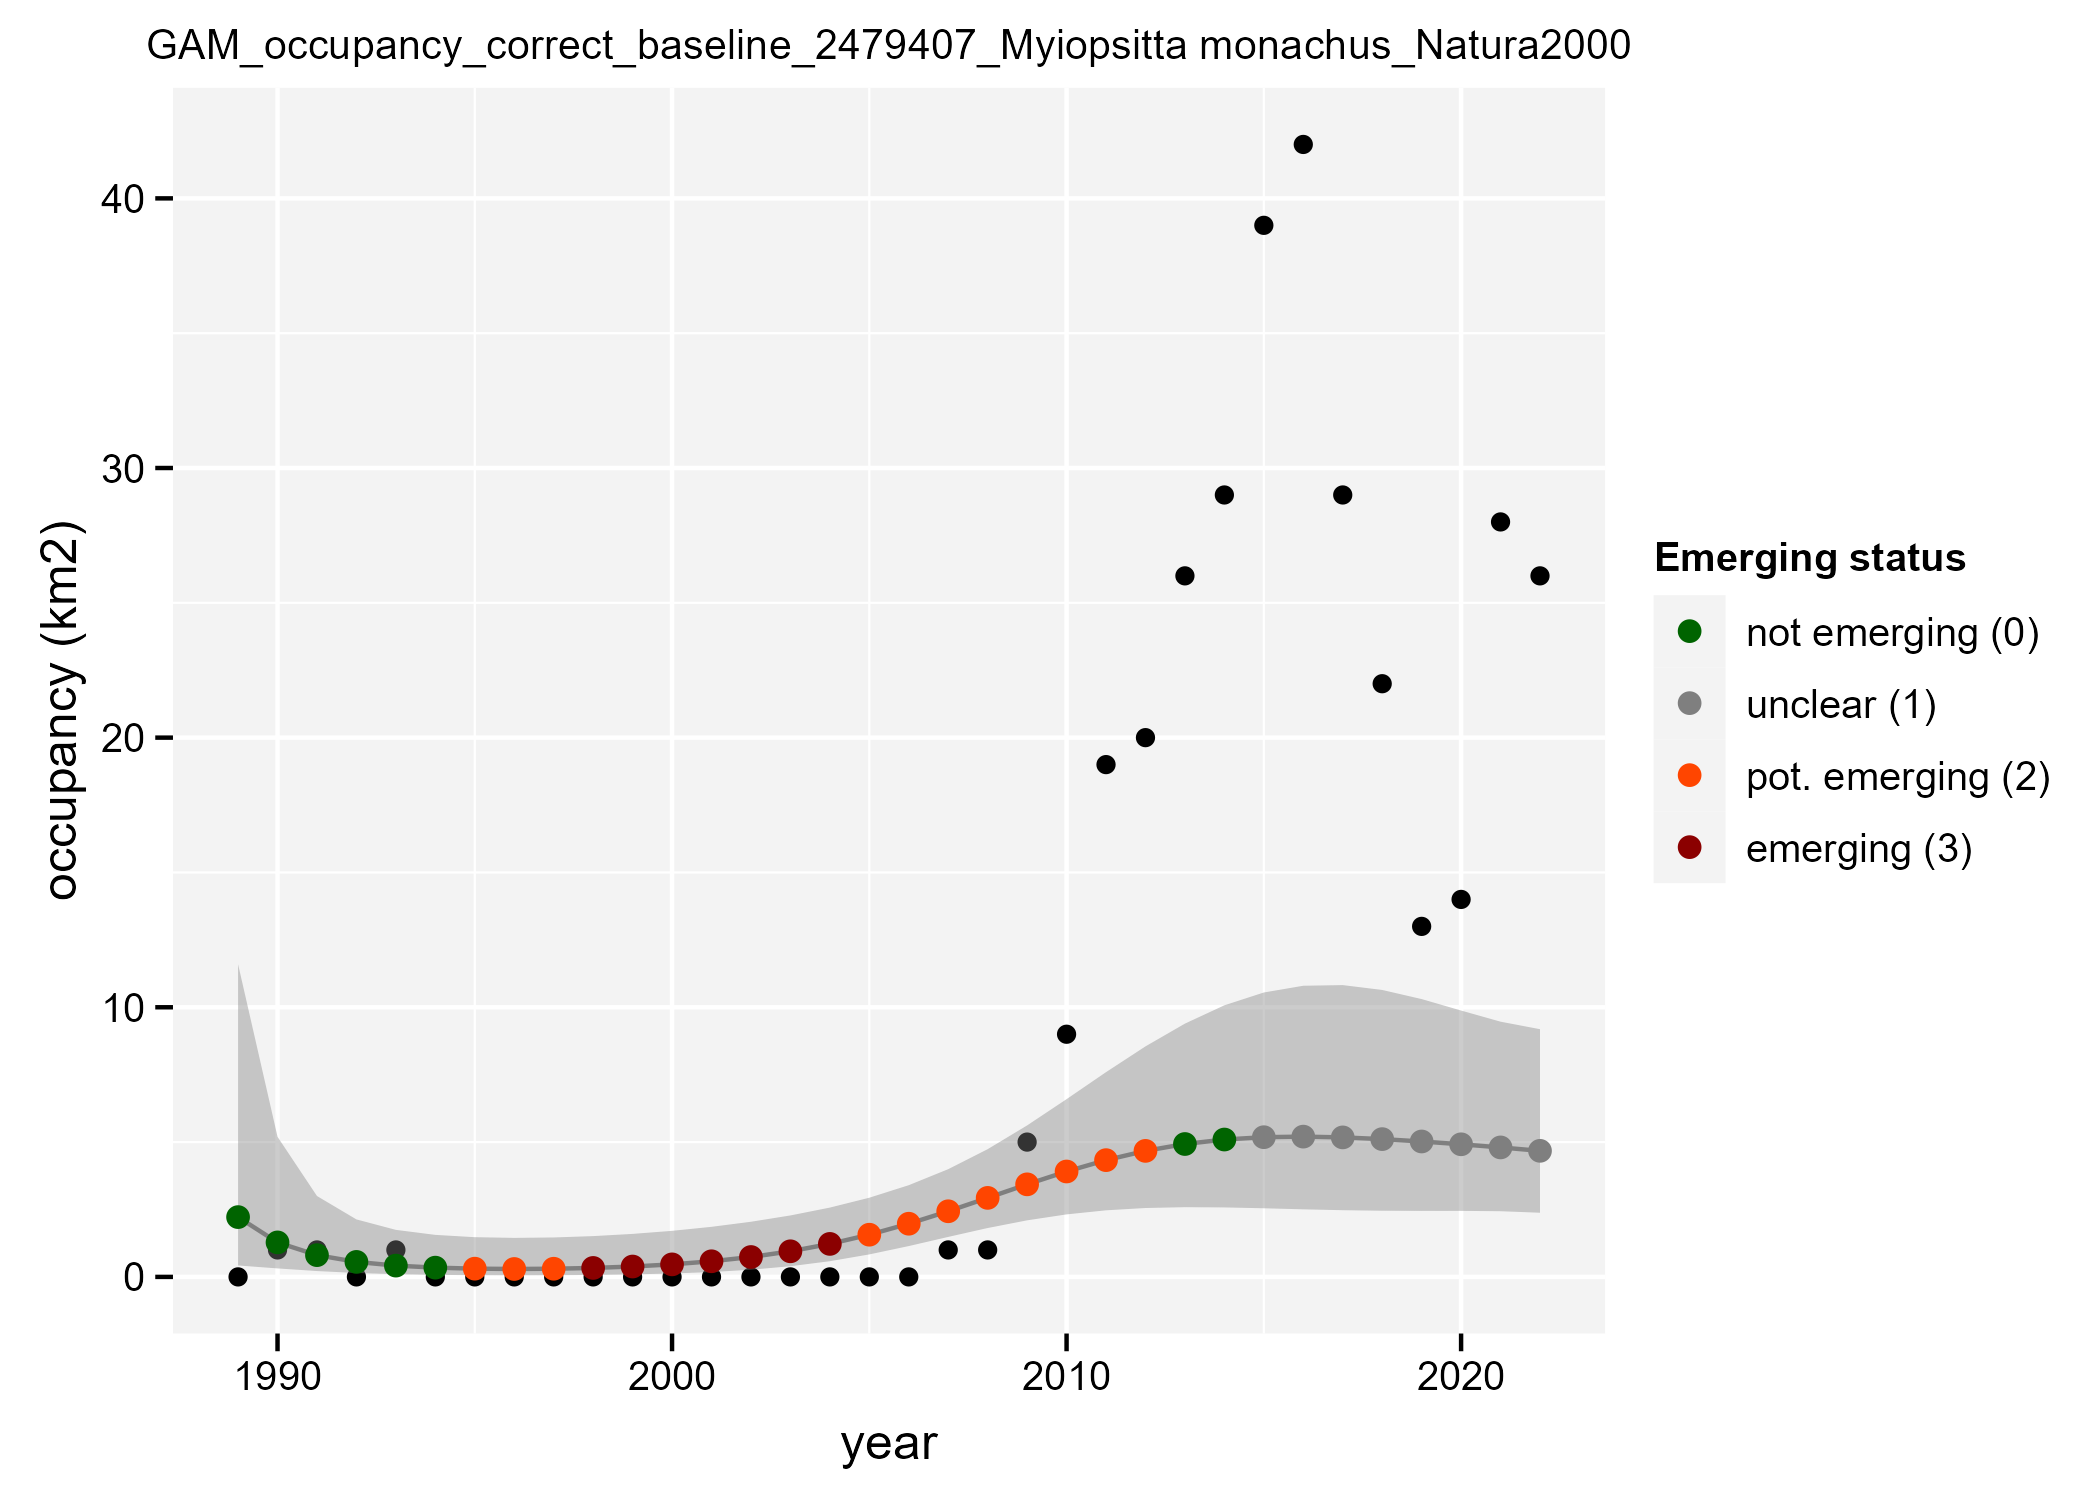 GAM_occupancy_correct_baseline_2479407_Myiopsitta monachus_Natura2000
occupancy (km2)
40
30
20
10
0
1990
2000
2010
2020
year
Emerging status
not emerging (0)
unclear (1)
pot. emerging (2)
emerging (3)